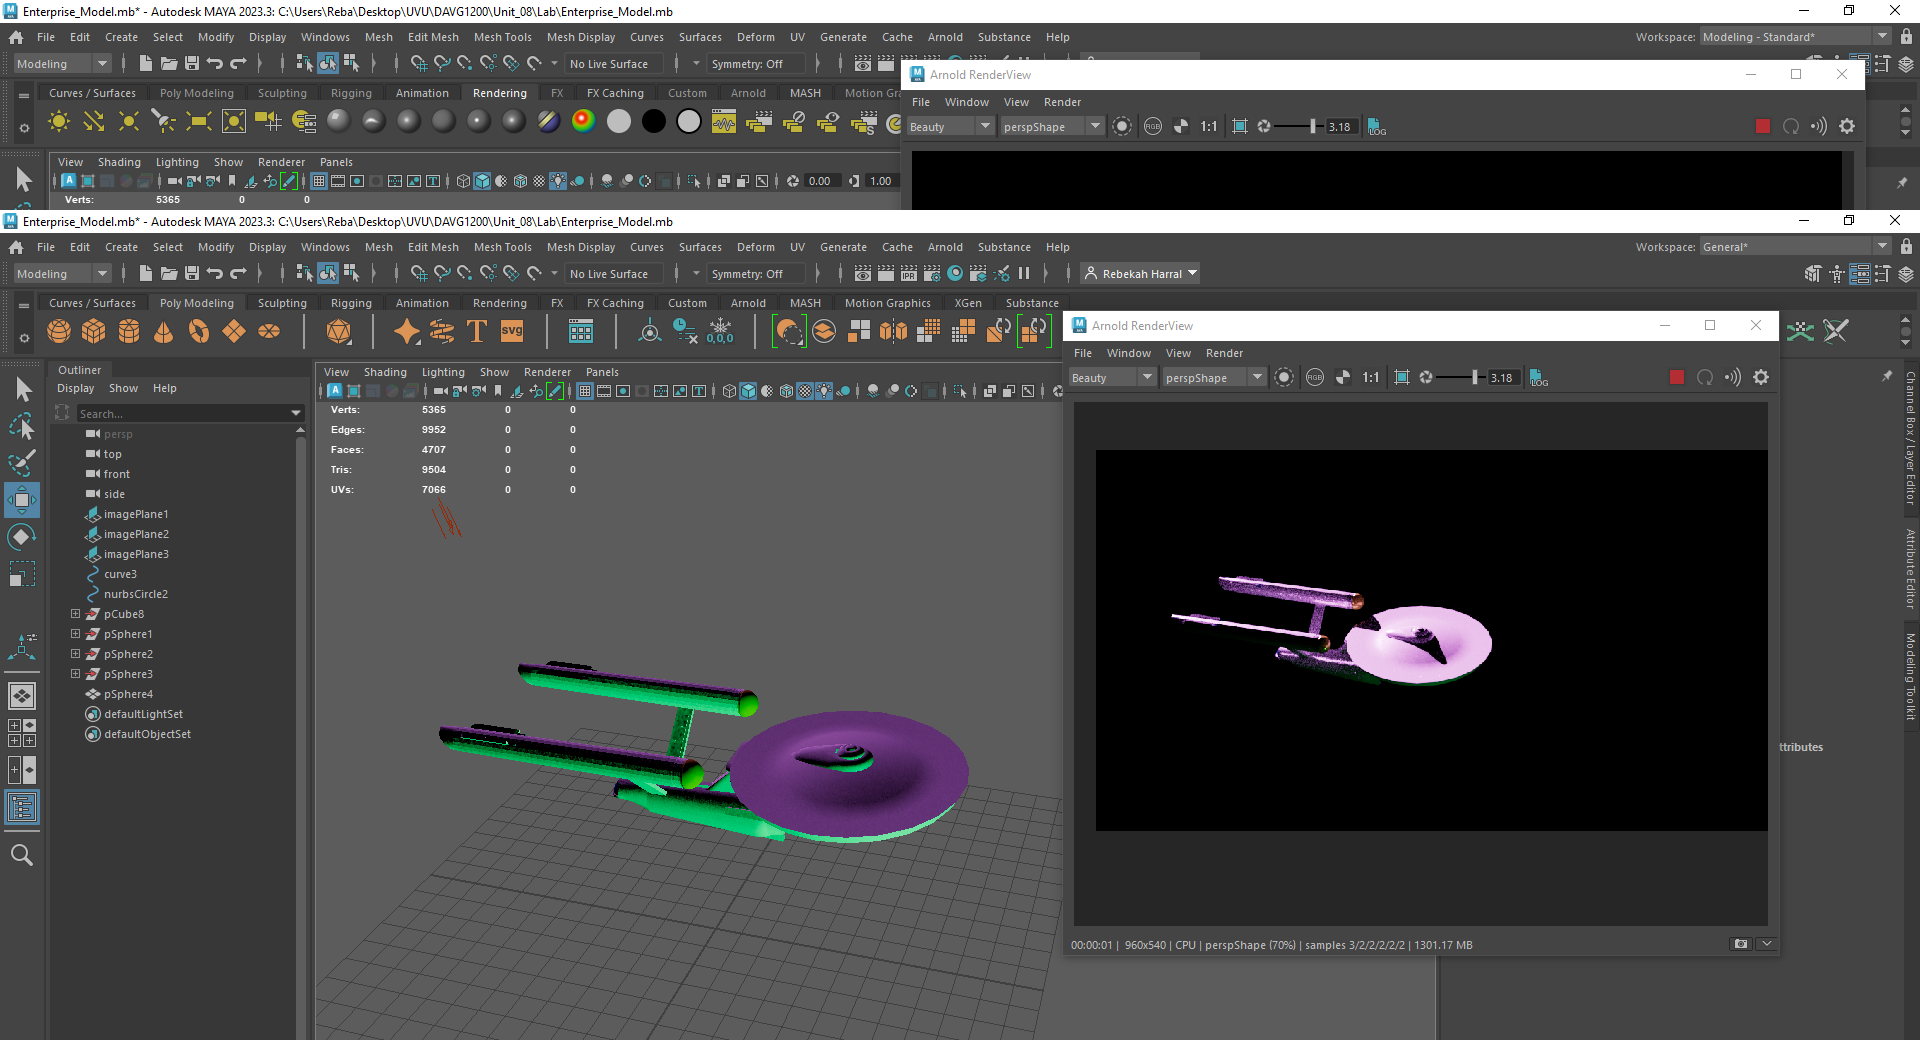 Enterprise_Model.mb* - Autodesk MAYA 2023.3: C:\Users\Reba\Desktop\UVU\DAVG1200\Unit_08\Lab\Enterprise_Model.mb
File Edit Create Select Modify Display Windows Mesh Edit Mesh Mesh Tools Mesh Display Curves Surfaces Deform UV Generate Cache Arnold Substance Help Workspace: Modeling - Standard*
Modeling No Live Surface Symmetry: Off
Arnold RenderView
Curves / Surfaces Poly Modeling Sculpting Rigging Animation Rendering FX FX Caching Custom Arnold MASH Motion Gra
File Window View Render
Beauty perspShape RGB 1:1 3.18 LOG
View Shading Lighting Show Renderer Panels
0.00 1.00
Verts: 5365 0 0
Enterprise_Model.mb* - Autodesk MAYA 2023.3: C:\Users\Reba\Desktop\UVU\DAVG1200\Unit_08\Lab\Enterprise_Model.mb
File Edit Create Select Modify Display Windows Mesh Edit Mesh Mesh Tools Mesh Display Curves Surfaces Deform UV Generate Cache Arnold Substance Help Workspace: General*
Modeling No Live Surface Symmetry: Off IPR Rebekah Harral
Curves / Surfaces Poly Modeling Sculpting Rigging Animation Rendering FX FX Caching Custom Arnold MASH Motion Graphics XGen Substance
T svg 0,0,0
Arnold RenderView
File Window View Render
Beauty perspShape RGB 1:1 3.18 LOG
Outliner
Display Show Help
Search...
persp
top
front
side
imagePlane1
imagePlane2
imagePlane3
curve3
nurbsCircle2
pCube8
pSphere1
pSphere2
pSphere3
pSphere4
defaultLightSet
defaultObjectSet
View Shading Lighting Show Renderer Panels
Verts: 5365 0 0
Edges: 9952 0 0
Faces: 4707 0 0
Tris: 9504 0 0
UVs: 7066 0 0
00:00:01 | 960x540 | CPU | perspShape (70%) | samples 3/2/2/2/2/2 | 1301.17 MB
Channel Box / Layer Editor
Attribute Editor
Modeling Toolkit
ttributes